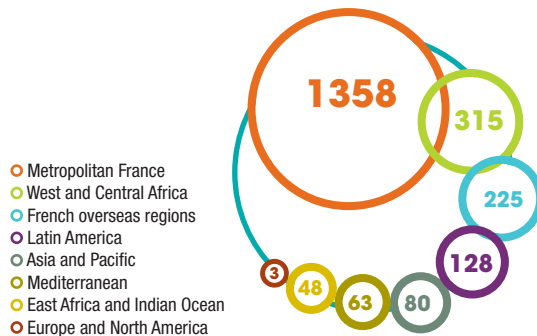 1358
315
225
128
80
63
48
3
Metropolitan France
West and Central Africa
French overseas regions
Latin America
Asia and Pacific
Mediterranean
East Africa and Indian Ocean
Europe and North America